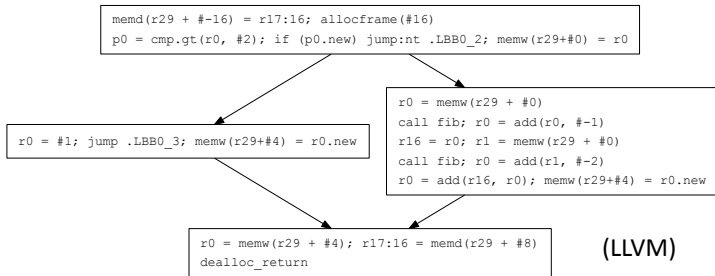 memd(r29 + #-16) = r17:16; allocframe(#16)
p0 = cmp.gt(r0, #2); if (p0.new) jump:nt .LBB0_2; memw(r29+#0) = r0
r0 = #1; jump .LBB0_3; memw(r29+#4) = r0.new
r0 = memw(r29 + #0)
call fib; r0 = add(r0, #-1)
r16 = r0; r1 = memw(r29 + #0)
call fib; r0 = add(r1, #-2)
r0 = add(r16, r0); memw(r29+#4) = r0.new
r0 = memw(r29 + #4); r17:16 = memd(r29 + #8)
dealloc_return
(LLVM)